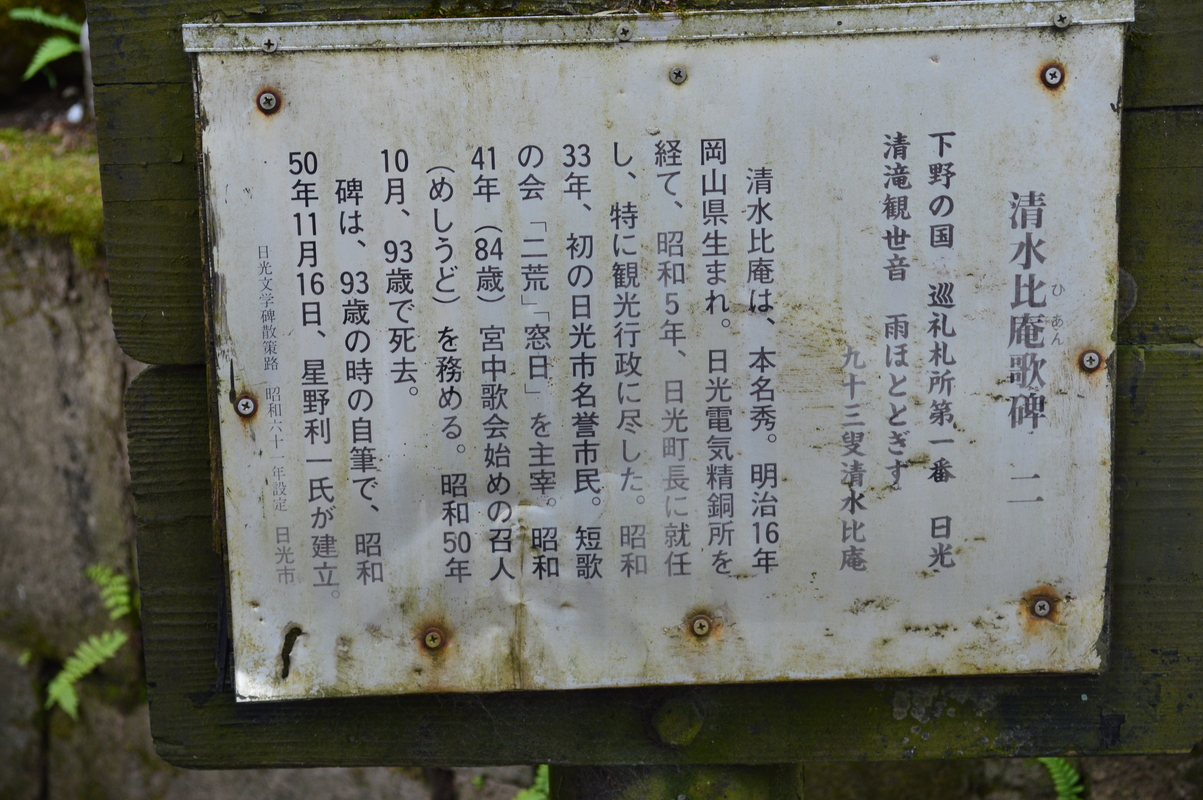 清水比庵歌碑　二
ひ　あん
下野の国　巡礼札所第一番　日光
清滝観世音　雨ほととぎす
九十三叟清水比庵
清水比庵は、本名秀。明治16年
岡山県生まれ。日光電気精銅所を
経て、昭和5年、日光町長に就任
し、特に観光行政に尽した。昭和
33年、初の日光市名誉市民。短歌
の会「二荒」「窓日」を主宰。昭和
41年（84歳）宮中歌会始めの召人
（めしうど）を務める。昭和50年
10月、93歳で死去。
碑は、93歳の時の自筆で、昭和
50年11月16日、星野利一氏が建立。
日光文学碑散策路　昭和六十一年設定　日光市